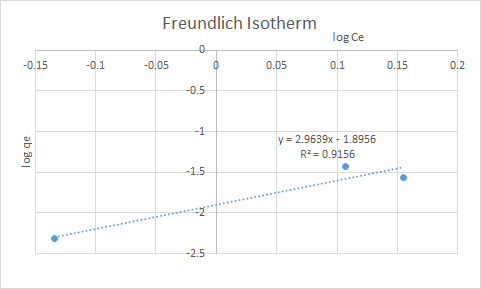 Freundlich Isotherm
log Ce
0
-0.15
-0.1
-0.05
0
0.05
0.1
0.15
0.2
-0.5
-1
y = 2.9639x - 1.8956
R² = 0.9156
log qe
-1.5
-2
-2.5